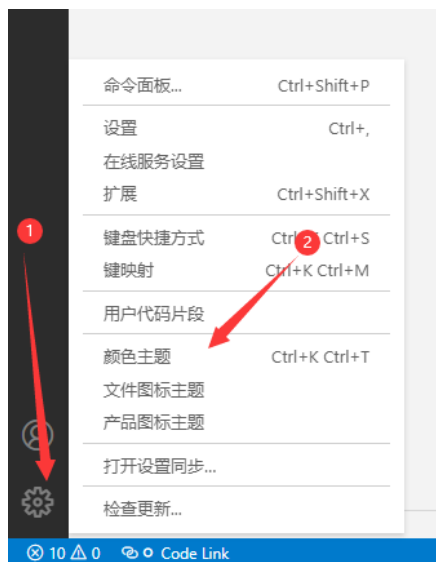 命令面板... Ctrl+Shift+P
设置 Ctrl+,
在线服务设置
扩展 Ctrl+Shift+X
1
键盘快捷方式 Ctrl 2 Ctrl+S
键映射 Ctrl+K Ctrl+M
用户代码片段
颜色主题 Ctrl+K Ctrl+T
文件图标主题
产品图标主题
打开设置同步...
检查更新...
10 0 Code Link